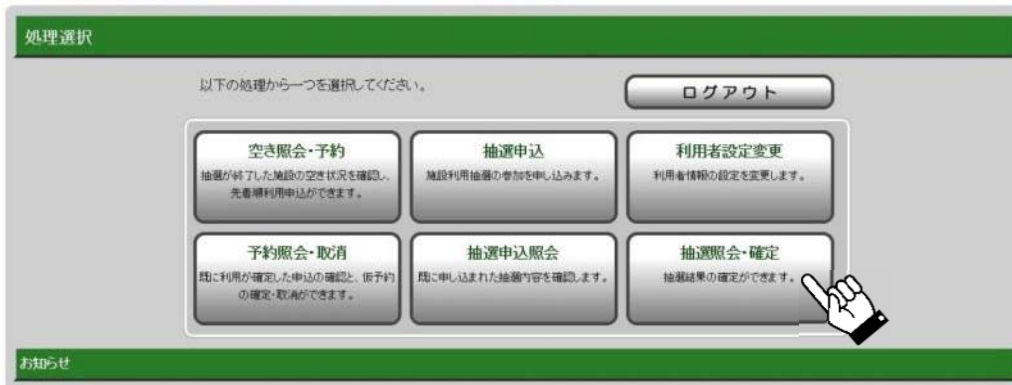 処理選択
以下の処理から一つを選択してください。
ログアウト
空き照会・予約
抽選が終了した施設の空き状況を確認し、
先着順利用申込ができます。
抽選申込
施設利用抽選の参加を申し込みます。
利用者設定変更
利用者情報の設定を変更します。
予約照会・取消
既に利用が確定した申込の確認と、仮予約
の確定・取消ができます。
抽選申込照会
既に申し込まれた抽選内容を確認します。
抽選照会・確定
抽選結果の確定ができます。
お知らせ